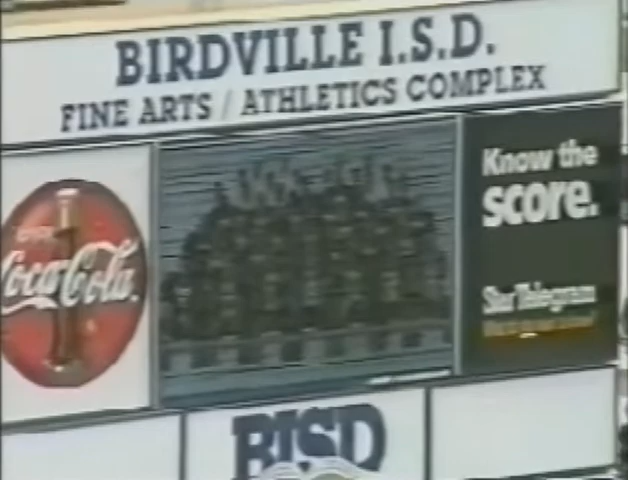 BIRDVILLE I.S.D.
FINE ARTS / ATHLETICS COMPLEX
Know the
score.
Coca-Cola
Star Telegram
BISD